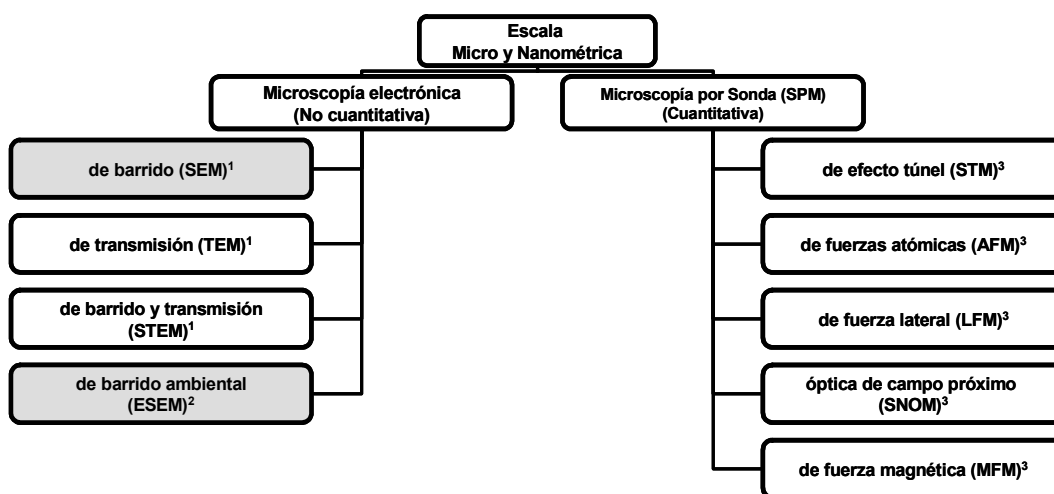 Escala
Micro y Nanométrica
Microscopía electrónica
(No cuantitativa)
Microscopía por Sonda (SPM)
(Cuantitativa)
de barrido (SEM)¹
de transmisión (TEM)¹
de barrido y transmisión
(STEM)¹
de barrido ambiental
(ESEM)²
de efecto túnel (STM)³
de fuerzas atómicas (AFM)³
de fuerza lateral (LFM)³
óptica de campo próximo
(SNOM)³
de fuerza magnética (MFM)³